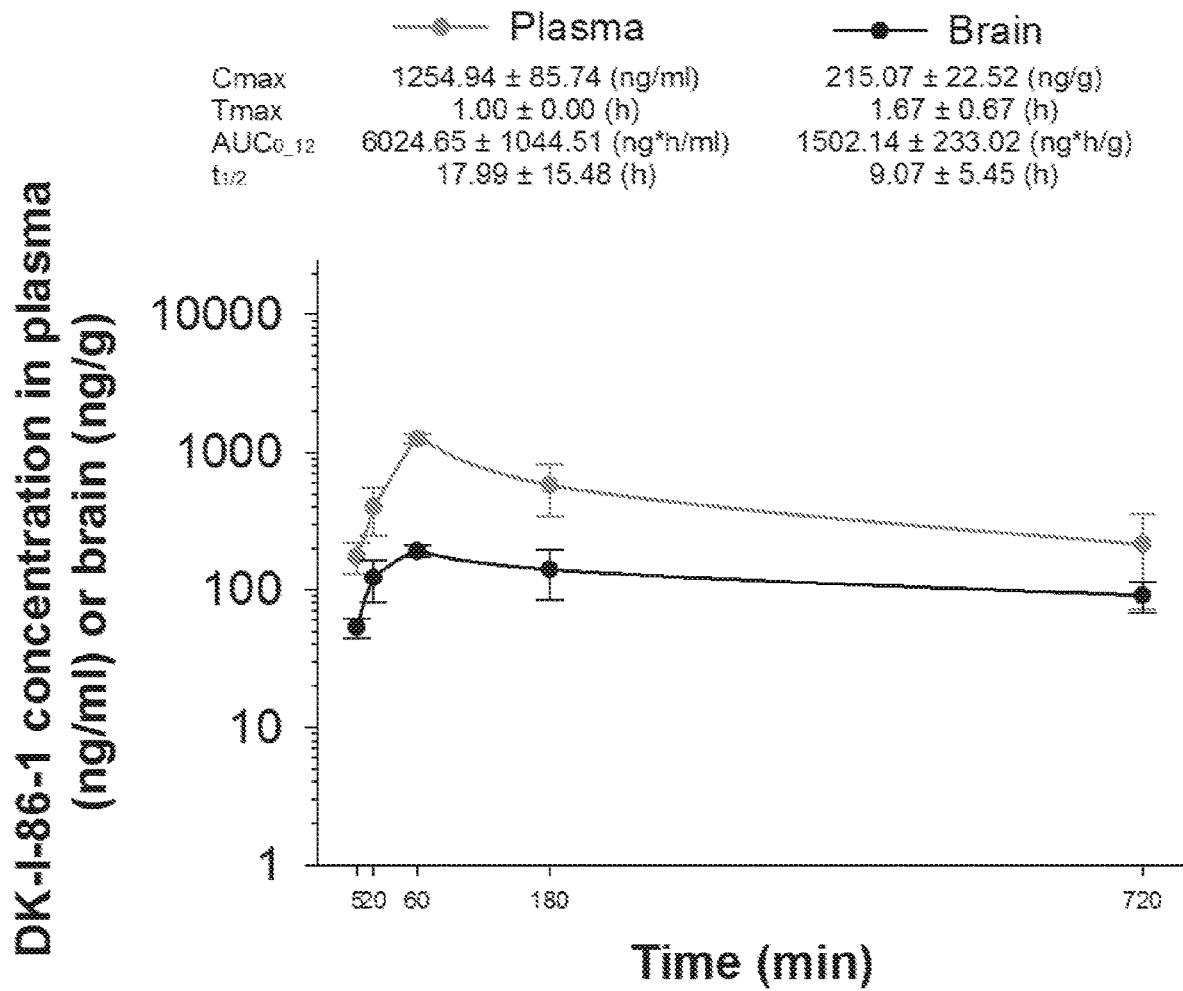 Plasma Brain
Cmax 1254.94 ± 85.74 (ng/ml) 215.07 ± 22.52 (ng/g)
Tmax 1.00 ± 0.00 (h) 1.67 ± 0.67 (h)
AUC0_12 6024.65 ± 1044.51 (ng*h/ml) 1502.14 ± 233.02 (ng*h/g)
t1/2 17.99 ± 15.48 (h) 9.07 ± 5.45 (h)
DK-I-86-1 concentration in plasma
(ng/ml) or brain (ng/g)
10000
1000
100
10
1
5 20 60 180 720
Time (min)